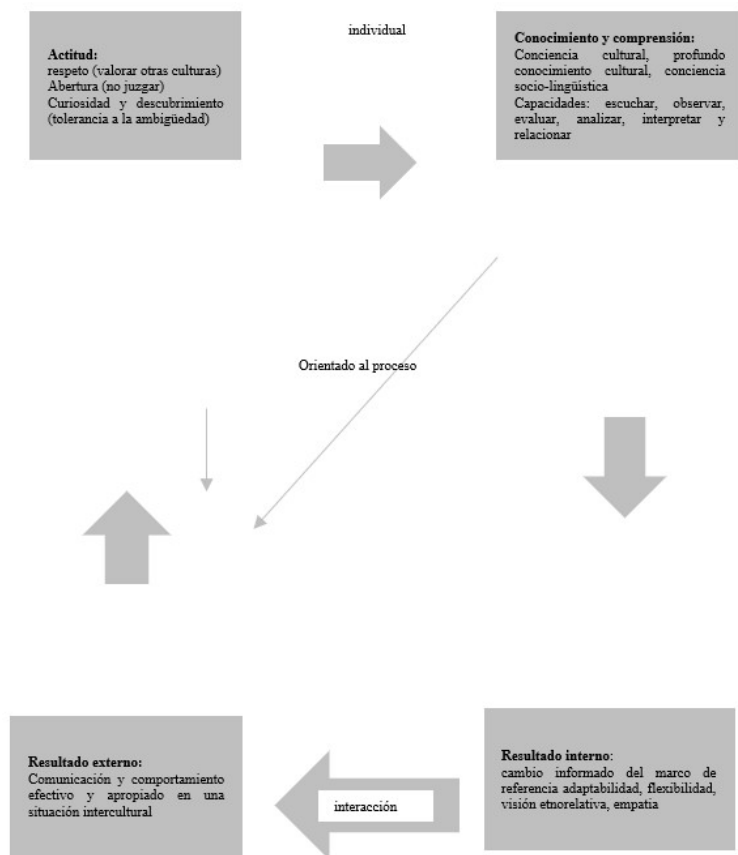 individual
Actitud:
respeto (valorar otras culturas)
Abertura (no juzgar)
Curiosidad y descubrimiento
(tolerancia a la ambigüedad)
Conocimiento y comprensión:
Conciencia cultural, profundo
conocimiento cultural, conciencia
socio-lingüística
Capacidades: escuchar, observar,
evaluar, analizar, interpretar y
relacionar
Orientado al proceso
Resultado externo:
Comunicación y comportamiento
efectivo y apropiado en una
situación intercultural
interacción
Resultado interno:
cambio informado del marco de
referencia adaptabilidad, flexibilidad,
visión etnorelativa, empatia